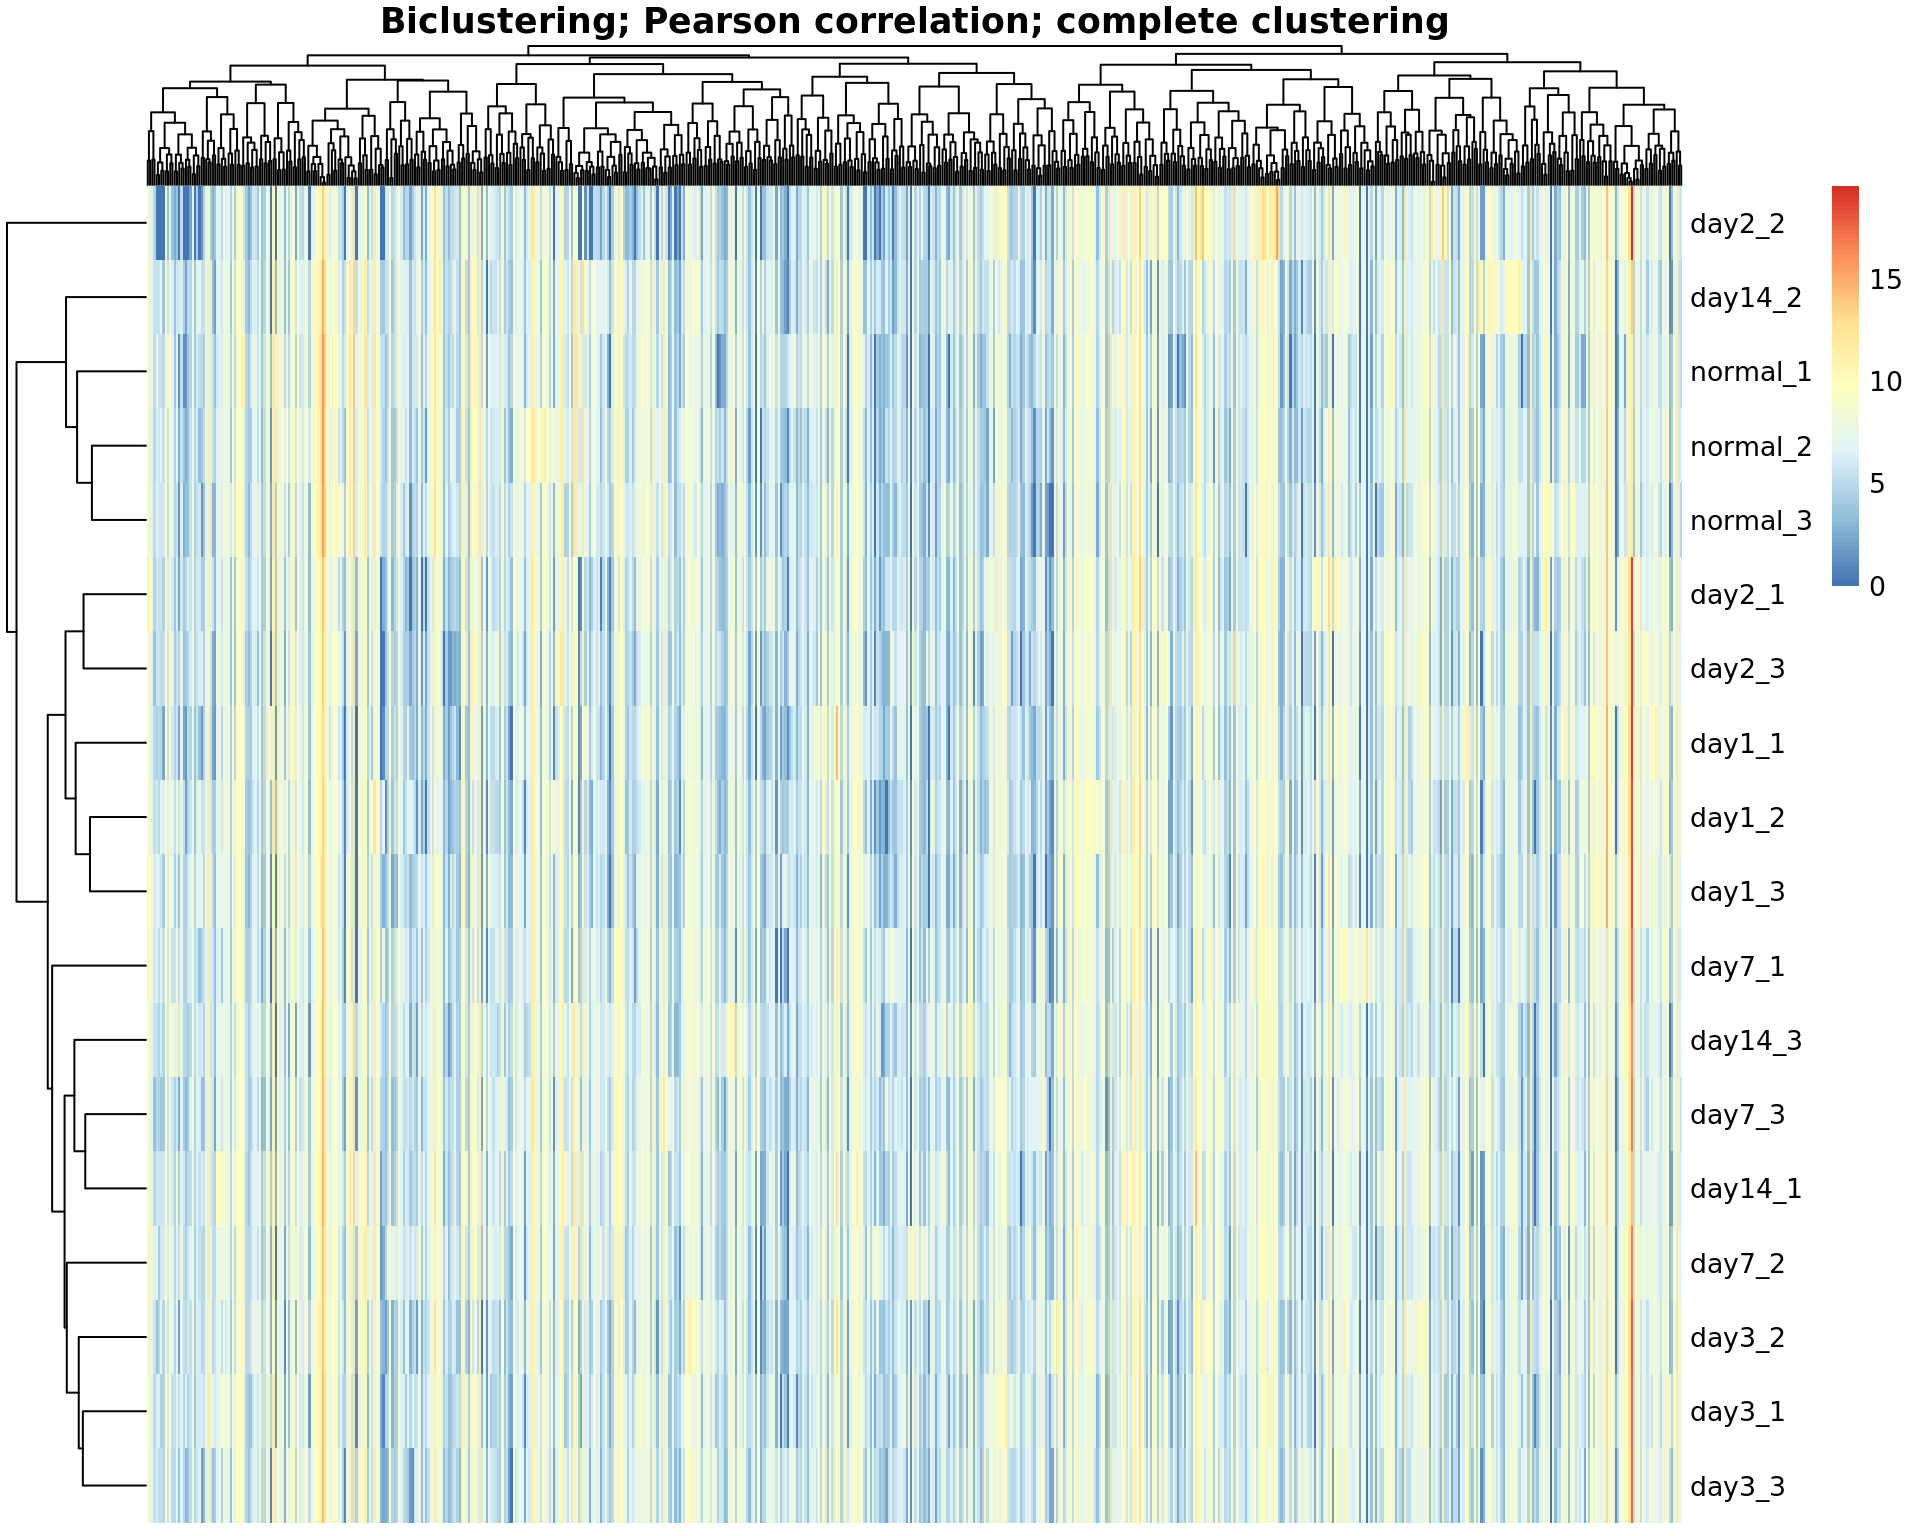 Biclustering; Pearson correlation; complete clustering
day2_2
day14_2
normal_1
normal_2
normal_3
day2_1
day2_3
day1_1
day1_2
day1_3
day7_1
day14_3
day7_3
day14_1
day7_2
day3_2
day3_1
day3_3
15
10
5
0